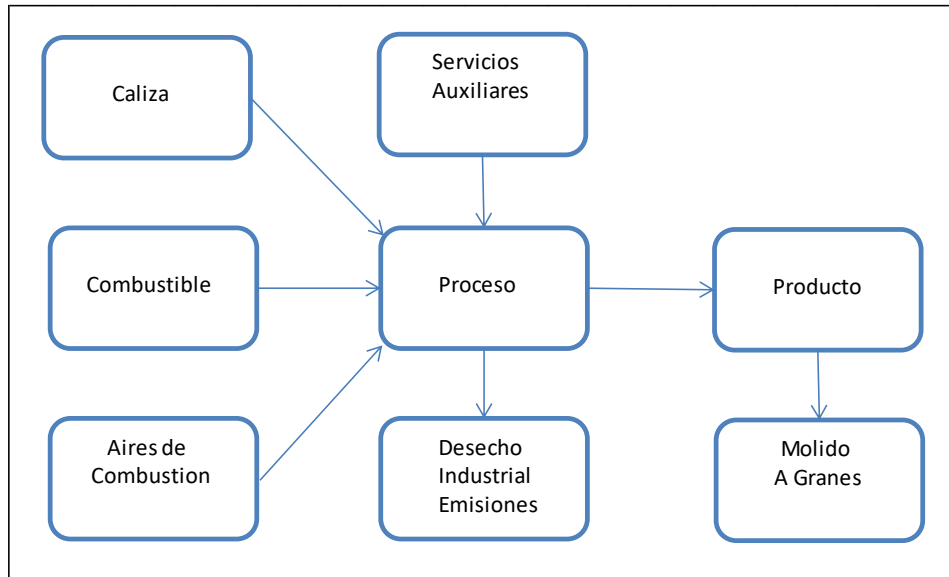 Caliza
Servicios
Auxiliares
Combustible
Proceso
Producto
Aires de
Combustion
Desecho
Industrial
Emisiones
Molido
A Granes